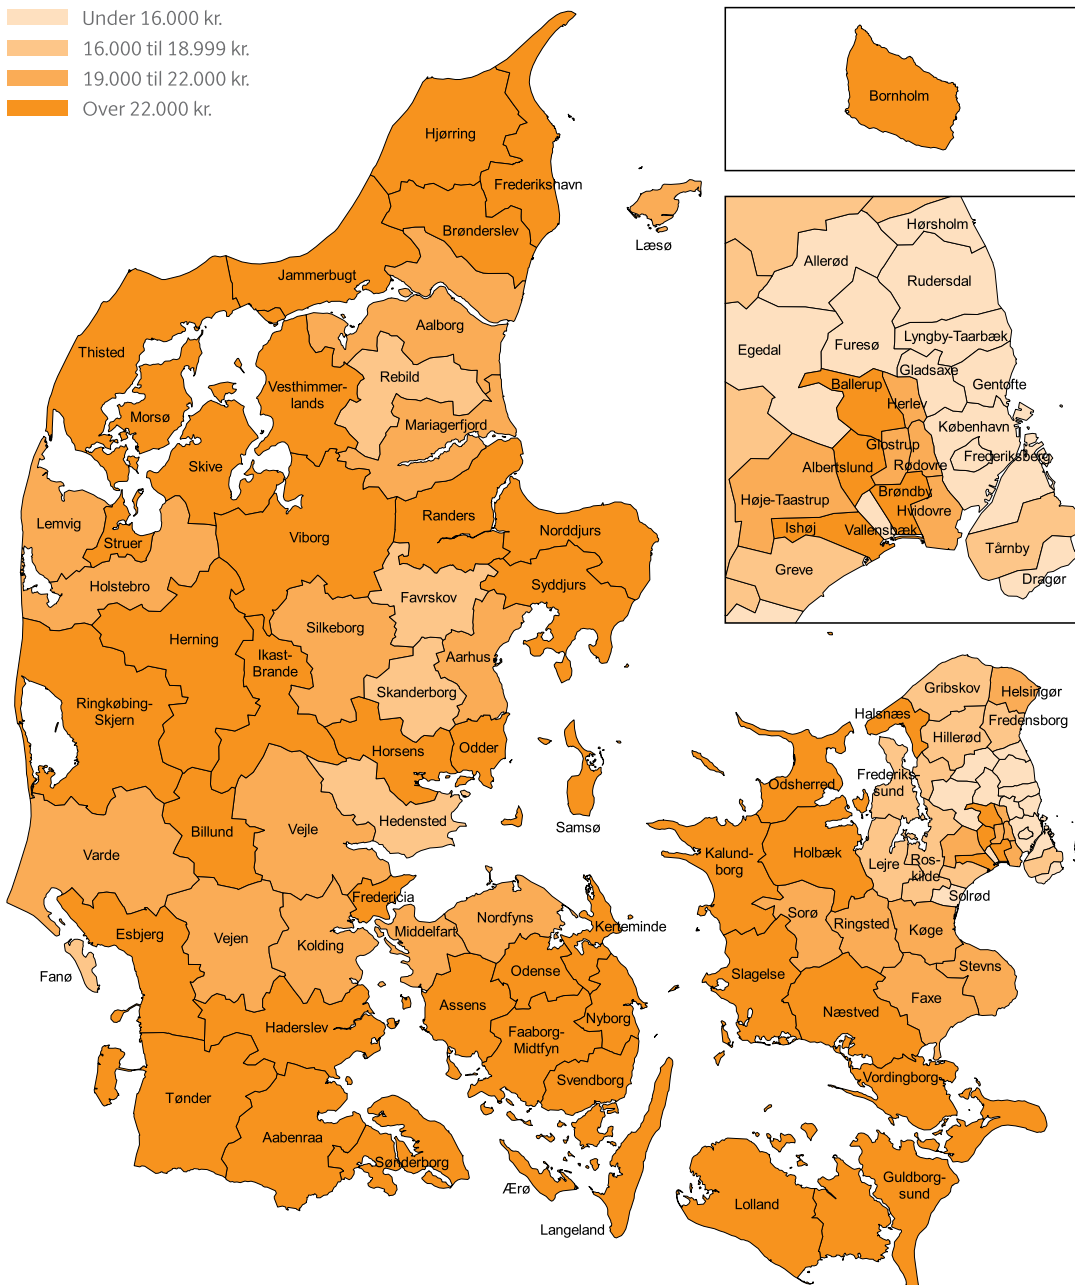 Under 16.000 kr.
16.000 til 18.999 kr.
19.000 til 22.000 kr.
Over 22.000 kr.
Bornholm
Hjørring
Frederikshavn
Brønderslev
Læsø
Jammerbugt
Aalborg
Thisted
Rebild
Vesthimmer-
lands
Morsø
Mariagerfjord
Skive
Lemvig
Struer
Viborg
Randers
Norddjurs
Holstebro
Syddjurs
Favrskov
Silkeborg
Herning
Ikast-
Brande
Aarhus
Skanderborg
Ringkøbing-
Skjern
Horsens
Odder
Hedensted
Samsø
Billund
Vejle
Varde
Fredericia
Esbjerg
Vejen
Kolding
Middelfart
Nordfyns
Kerteminde
Fanø
Odense
Assens
Haderslev
Faaborg-
Midtfyn
Nyborg
Svendborg
Tønder
Aabenraa
Sønderborg
Ærø
Langeland
Hørsholm
Allerød
Rudersdal
Egedal
Furesø
Lyngby-Taarbæk
Gladsaxe
Ballerup
Gentofte
Herlev
København
Glostrup
Frederiksberg
Albertslund
Rødovre
Høje-Taastrup
Brøndby
Hvidovre
Ishøj
Vallensbæk
Tårnby
Greve
Dragør
Gribskov
Helsingør
Halsnæs
Fredensborg
Hillerød
Frederiks-
sund
Odsherred
Kalund-
borg
Holbæk
Lejre
Ros-
kilde
Solrød
Sorø
Ringsted
Køge
Slagelse
Stevns
Faxe
Næstved
Vordingborg
Guldborg-
sund
Lolland